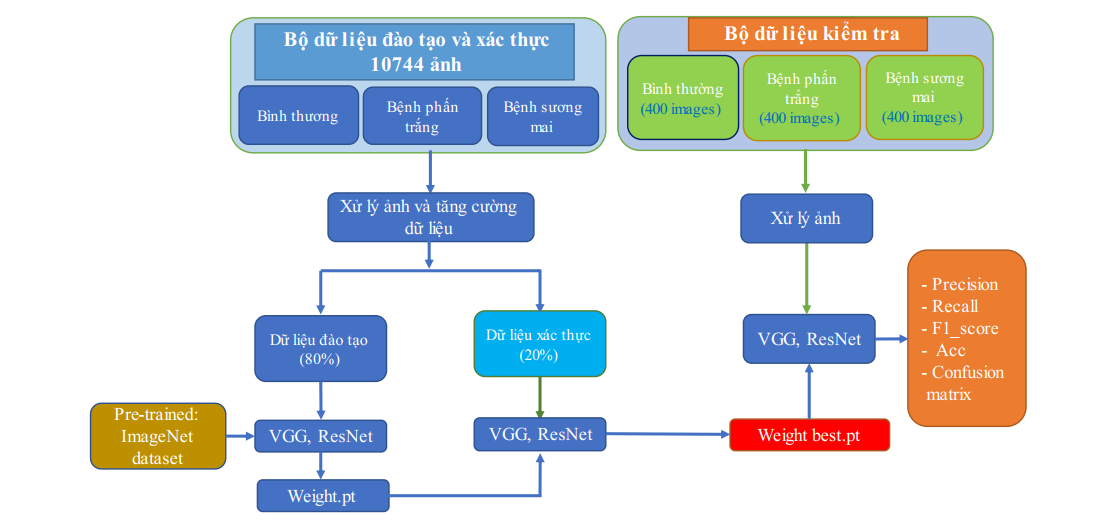 Bộ dữ liệu đào tạo và xác thực
10744 ảnh
Bình thương
Bệnh phấn
trắng
Bệnh sương
mai
Bộ dữ liệu kiểm tra
Bình thường
(400 images)
Bệnh phấn
trắng
(400 images)
Bệnh sương
mai
(400 images)
Xử lý ảnh và tăng cường
dữ liệu
Xử lý ảnh
Dữ liệu đào tạo
(80%)
Dữ liệu xác thực
(20%)
VGG, ResNet
- Precision
- Recall
- F1_score
- Acc
- Confusion
matrix
Pre-trained:
ImageNet
dataset
VGG, ResNet
VGG, ResNet
Weight best.pt
Weight.pt